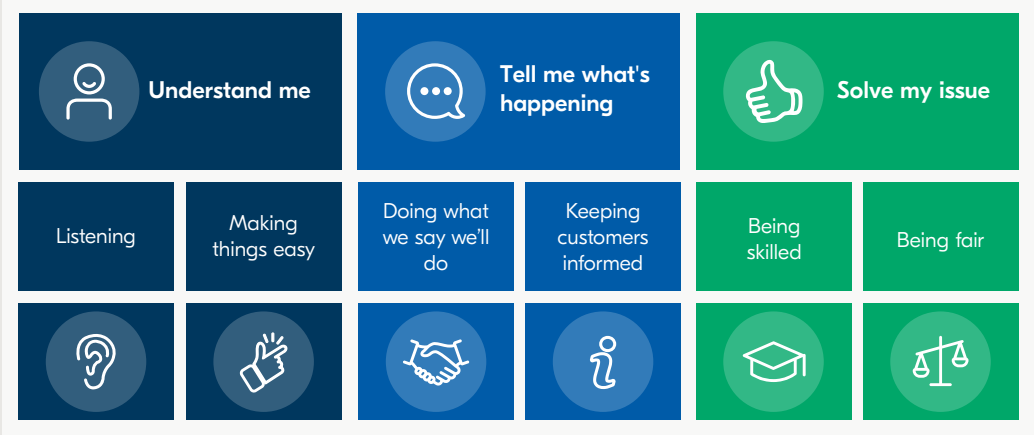 Understand me
Tell me what's
happening
Solve my issue
Listening
Making
things easy
Doing what
we say we'll
do
Keeping
customers
informed
Being
skilled
Being fair